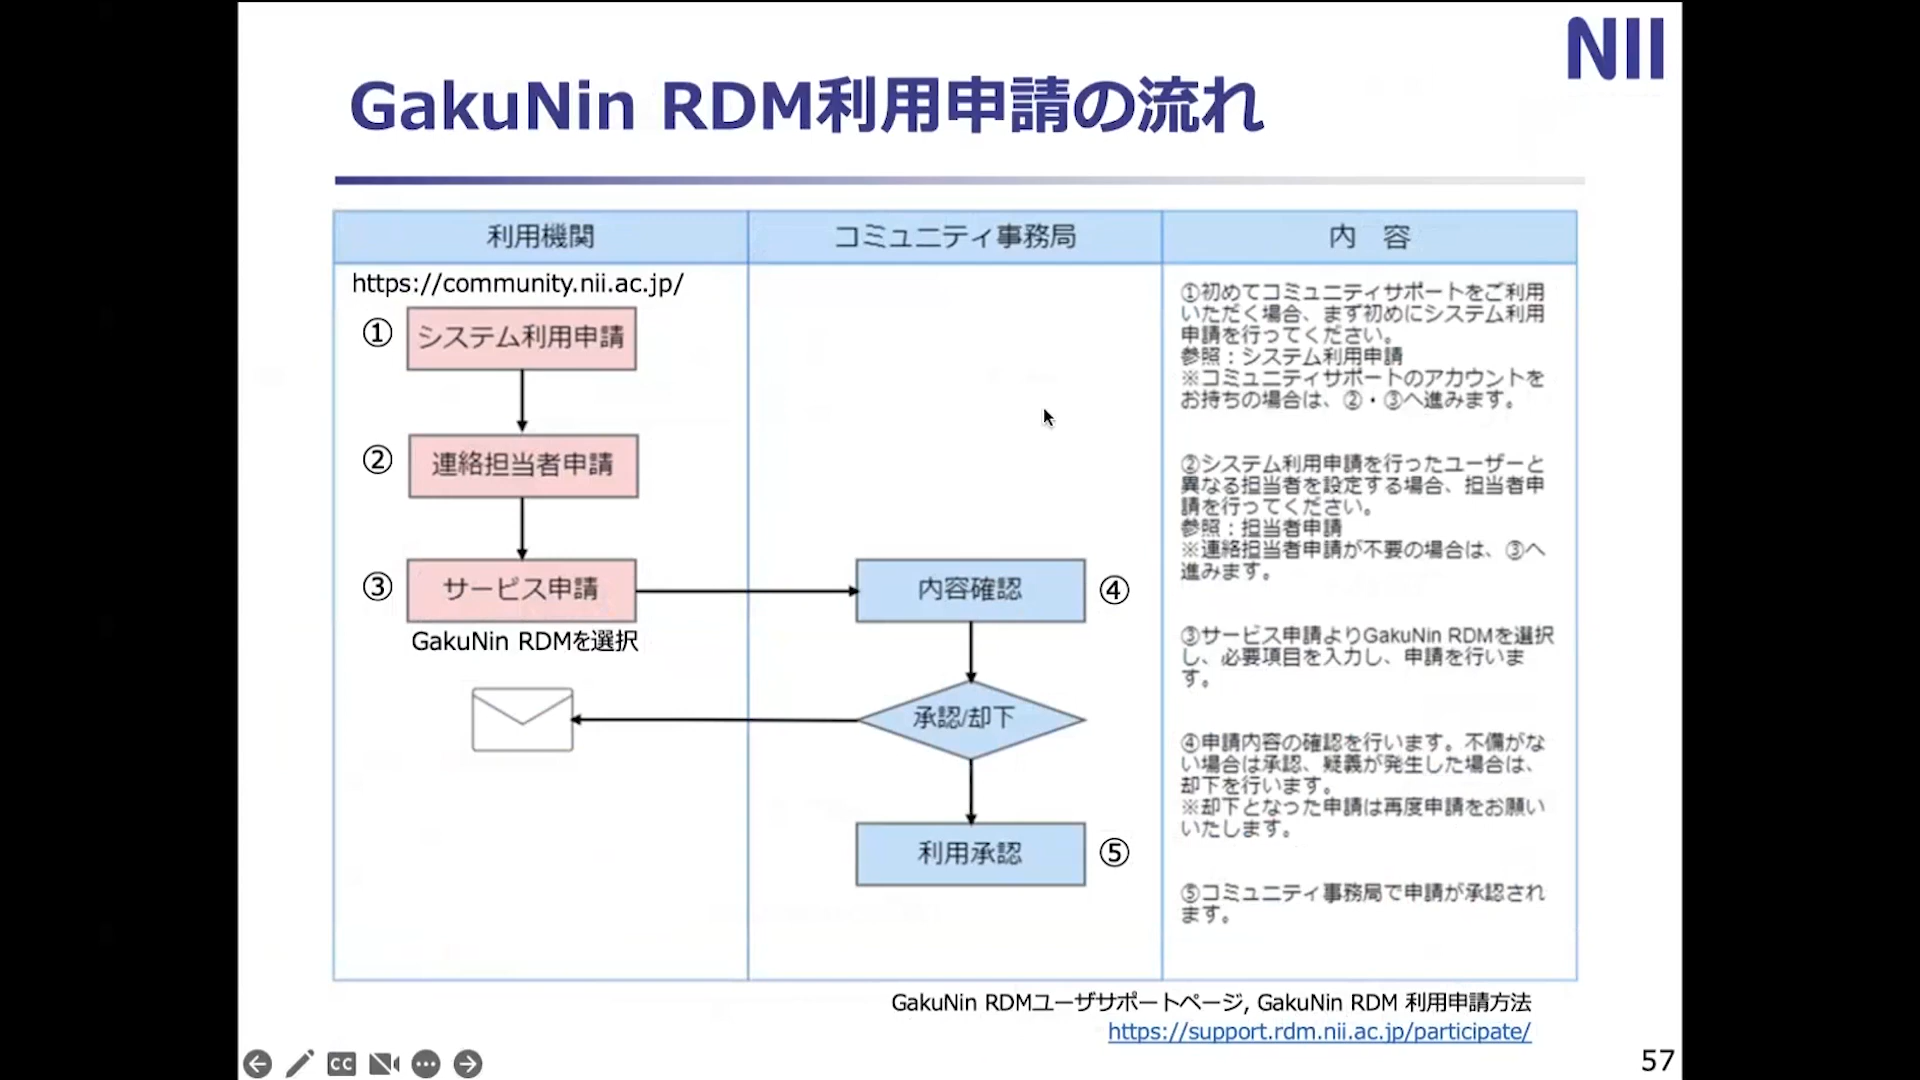 NII
GakuNin RDM利用申請の流れ
利用機関
コミュニティ事務局
内　容
https://community.nii.ac.jp/
① システム利用申請
② 連絡担当者申請
③ サービス申請
GakuNin RDMを選択
内容確認 ④
承認/却下
利用承認 ⑤
①初めてコミュニティサポートをご利用
いただく場合、まず初めにシステム利用
申請を行ってください。
参照：システム利用申請
※コミュニティサポートのアカウントを
お持ちの場合は、②・③へ進みます。
②システム利用申請を行ったユーザーと
異なる担当者を設定する場合、担当者申
請を行ってください。
参照：担当者申請
※連絡担当者申請が不要の場合は、③へ
進みます。
③サービス申請よりGakuNin RDMを選択
し、必要項目を入力し、申請を行いま
す。
④申請内容の確認を行います。不備がな
い場合は承認、疑義が発生した場合は、
却下を行います。
※却下となった申請は再度申請をお願い
いたします。
⑤コミュニティ事務局で申請が承認され
ます。
GakuNin RDMユーザサポートページ, GakuNin RDM 利用申請方法
https://support.rdm.nii.ac.jp/participate/
CC
57